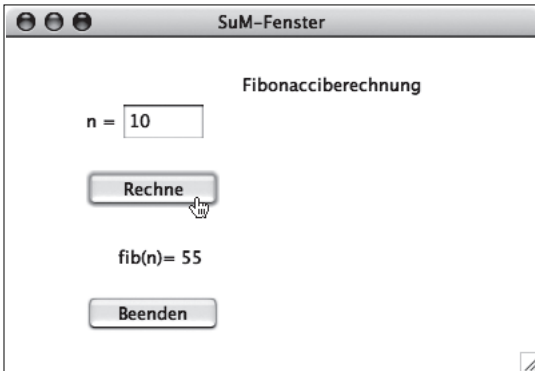 SuM-Fenster
Fibonacciberechnung
n = 10
Rechne
fib(n)= 55
Beenden